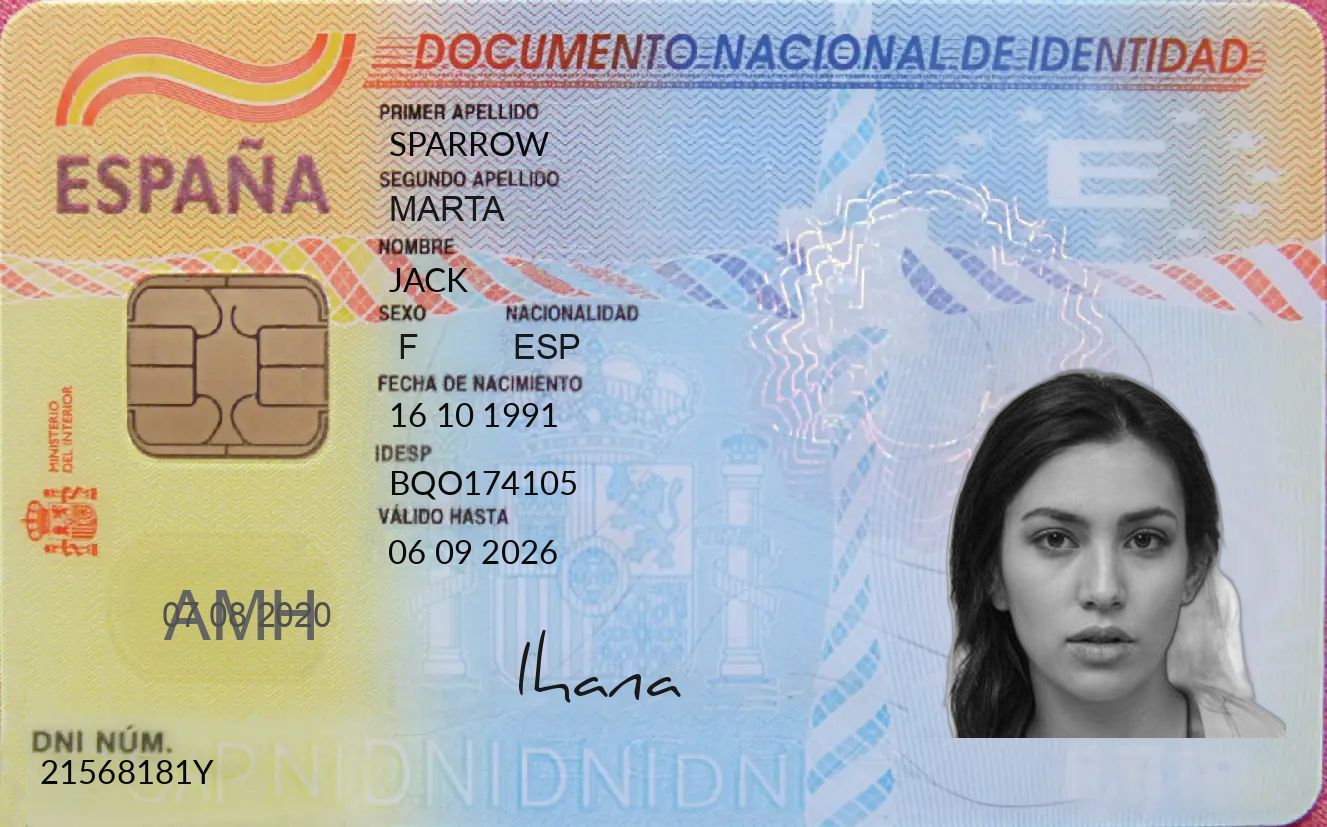 DOCUMENTO NACIONAL DE IDENTIDAD
ESPAÑA
PRIMER APELLIDO
SPARROW
SEGUNDO APELLIDO
MARTA
NOMBRE
JACK
SEXO NACIONALIDAD
F ESP
FECHA DE NACIMIENTO
16 10 1991
IDESP
BQO174105
VÁLIDO HASTA
06 09 2026
MINISTERIO
DEL INTERIOR
E
07 08 2020
AMH
Ihana
DNI NÚM.
21568181Y
DNIDNIDNIDN